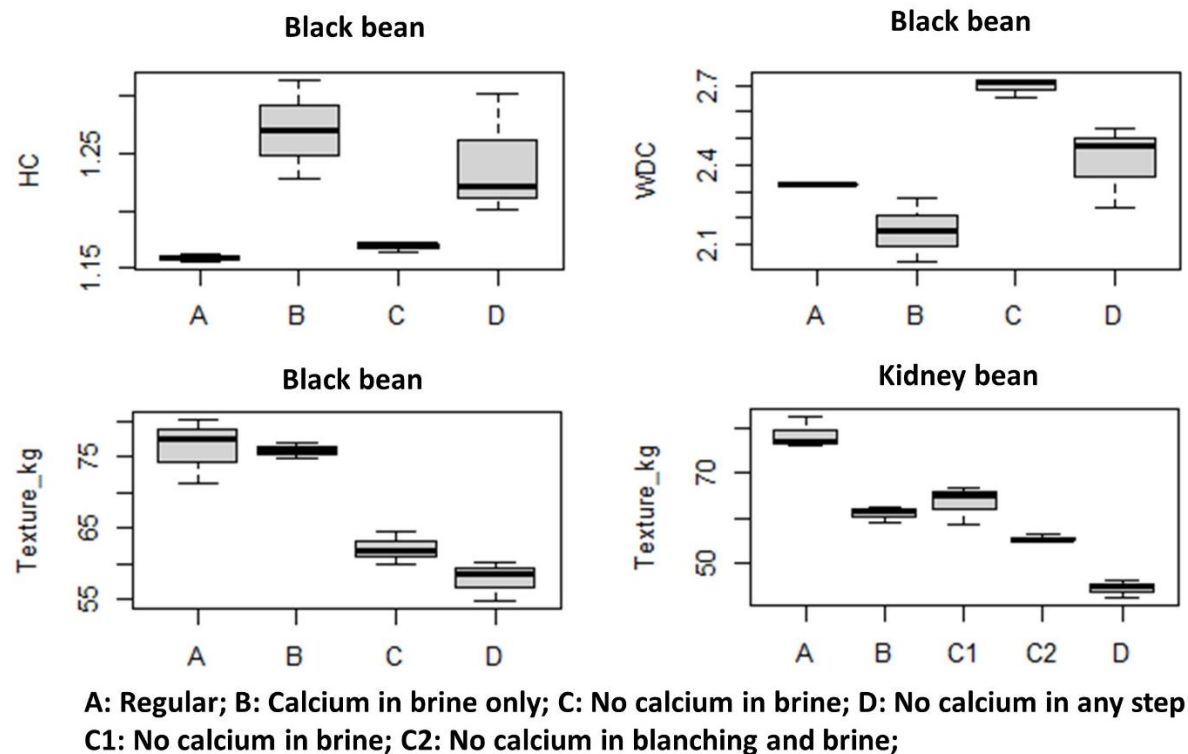 Black bean
HC
1.25
1.15
A B C D
Black bean
WDC
2.7
2.4
2.1
A B C D
Black bean
Texture_kg
75
65
55
A B C D
Kidney bean
Texture_kg
70
50
A B C1 C2 D
A: Regular; B: Calcium in brine only; C: No calcium in brine; D: No calcium in any step
C1: No calcium in brine; C2: No calcium in blanching and brine;